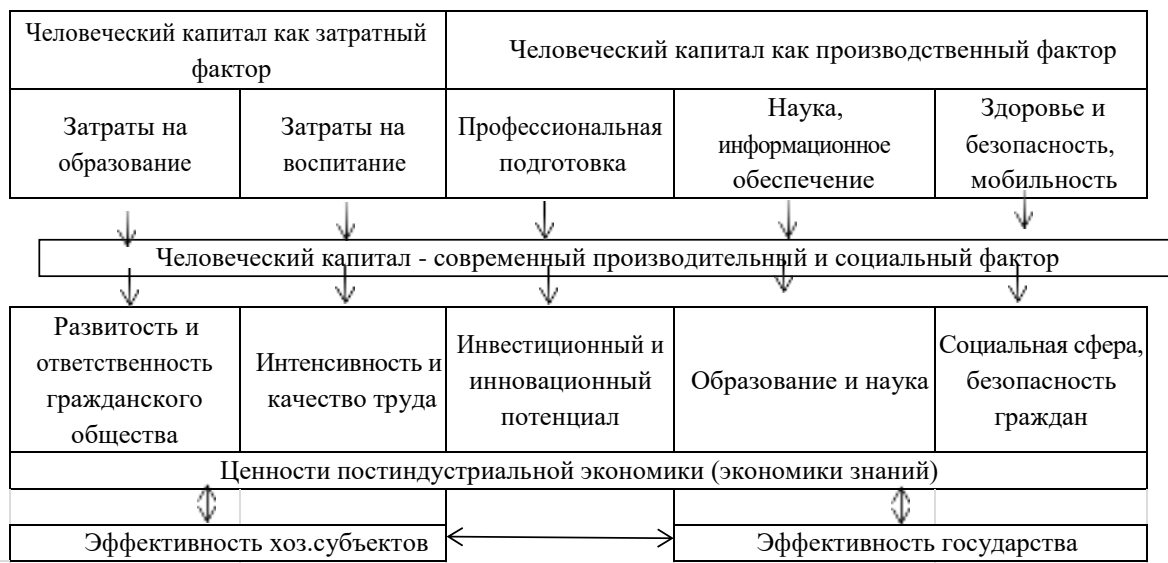 Человеческий капитал как затратный
фактор
Человеческий капитал как производственный фактор
Затраты на
образование
Затраты на
воспитание
Профессиональная
подготовка
Наука,
информационное
обеспечение
Здоровье и
безопасность,
мобильность
Человеческий капитал - современный производительный и социальный фактор
Развитость и
ответственность
гражданского
общества
Интенсивность и
качество труда
Инвестиционный и
инновационный
потенциал
Образование и наука
Социальная сфера,
безопасность
граждан
Ценности постиндустриальной экономики (экономики знаний)
Эффективность хоз.субъектов
Эффективность государства